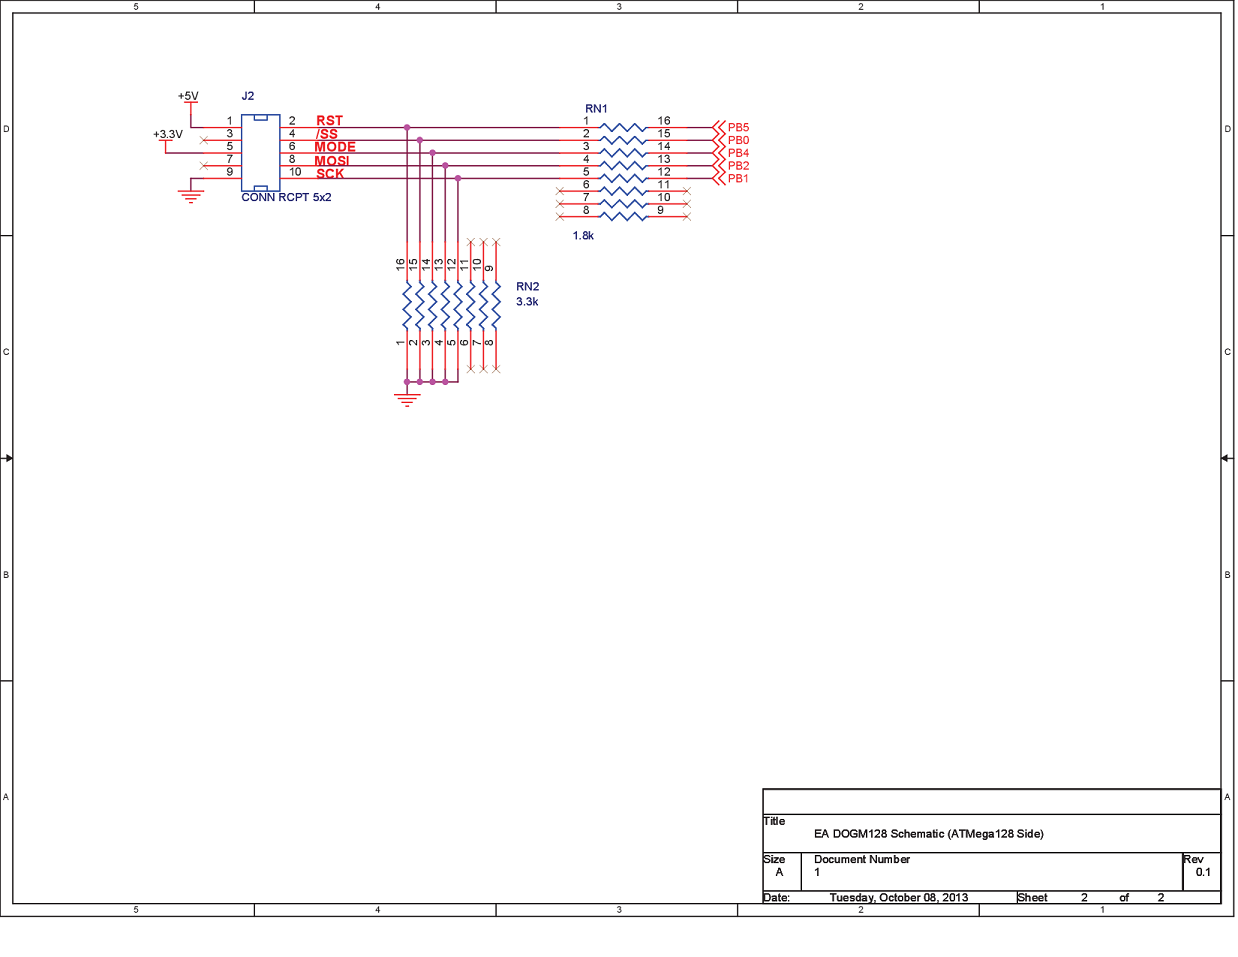 5 4 3 2 1
D D
C C
B B
A A
+5V
J2
+3.3V
1 2 RST
3 4 /SS
5 6 MODE
7 8 MOSI
9 10 SCK
CONN RCPT 5x2
RN1
1 16 PB5
2 15 PB0
3 14 PB4
4 13 PB2
5 12 PB1
6 11
7 10
8 9
1.8k
16 15 14 13 12 11 10 9
RN2
3.3k
1 2 3 4 5 6 7 8
Title
EA DOGM128 Schematic (ATMega128 Side)
Size Document Number Rev
A 1 0.1
Date: Tuesday, October 08, 2013 Sheet 2 of 2
5 4 3 2 1